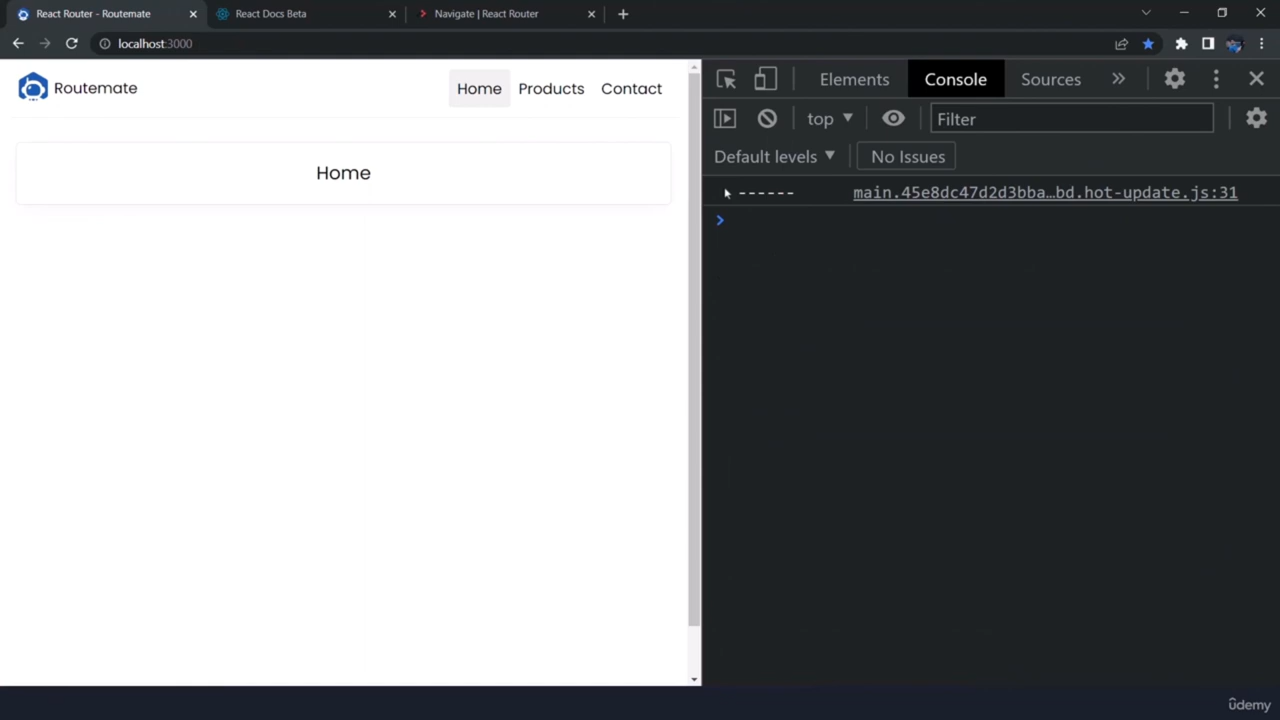 React Router - Routemate
React Docs Beta
Navigate | React Router
localhost:3000
Routemate
Home
Products
Contact
Home
Elements
Console
Sources
top
Filter
Default levels
No Issues
------
main.45e8dc47d2d3bba…bd.hot-update.js:31
ûdemy